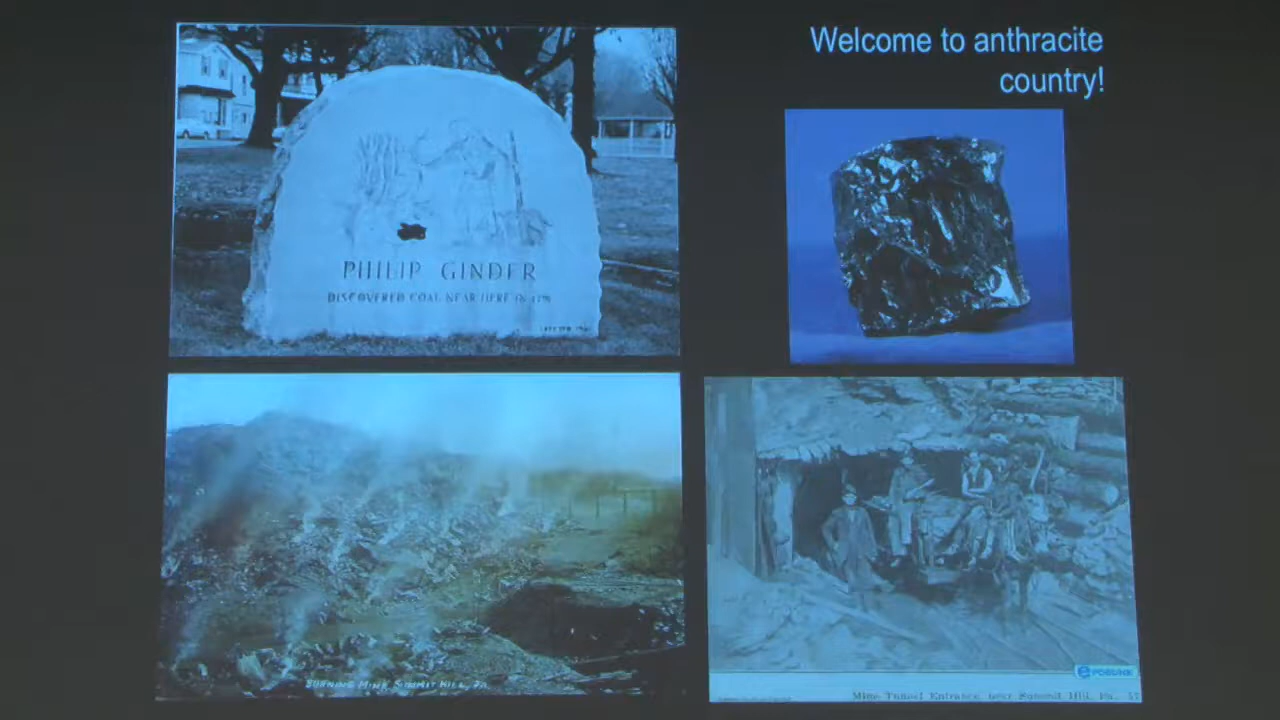 Welcome to anthracite
country!
PHILIP GINDER
DISCOVERED COAL NEAR HERE IN
BURNING MINE, SUMMIT HILL, PA.
EPODUNK
Mine Tunnel Entrance, near Summit Hill, Pa.